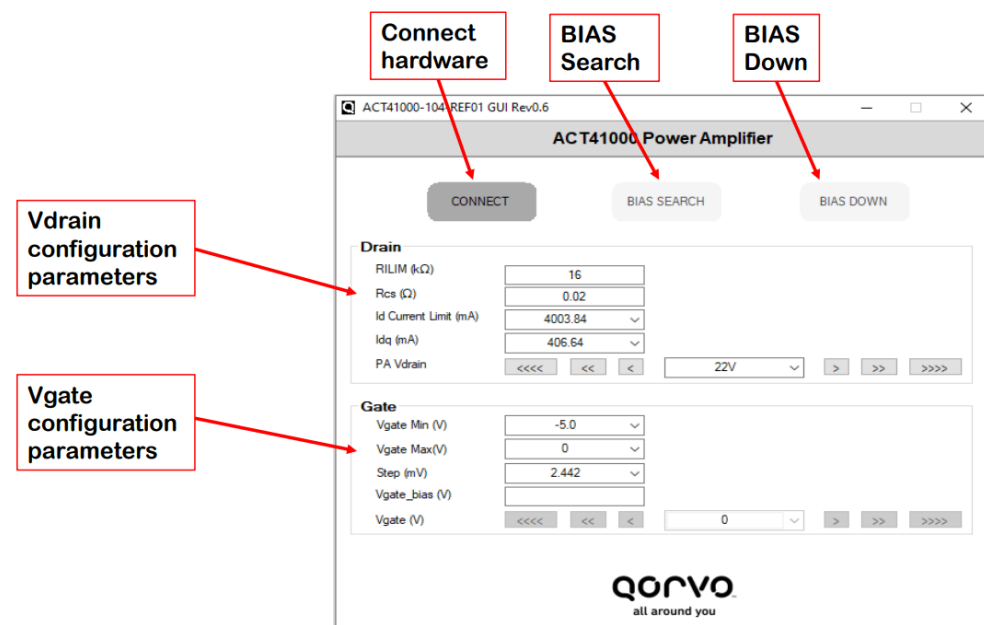 Connect
hardware
BIAS
Search
BIAS
Down
ACT41000-104-REF01 GUI Rev0.6
ACT41000 Power Amplifier
CONNECT
BIAS SEARCH
BIAS DOWN
Vdrain
configuration
parameters
Drain
RILIM (kΩ) 16
Rcs (Ω) 0.02
Id Current Limit (mA) 4003.84
Idq (mA) 406.64
PA Vdrain <<<< << < 22V > >> >>>>
Vgate
configuration
parameters
Gate
Vgate Min (V) -5.0
Vgate Max(V) 0
Step (mV) 2.442
Vgate_bias (V)
Vgate (V) <<<< << < 0 > >> >>>>
QORVO
all around you